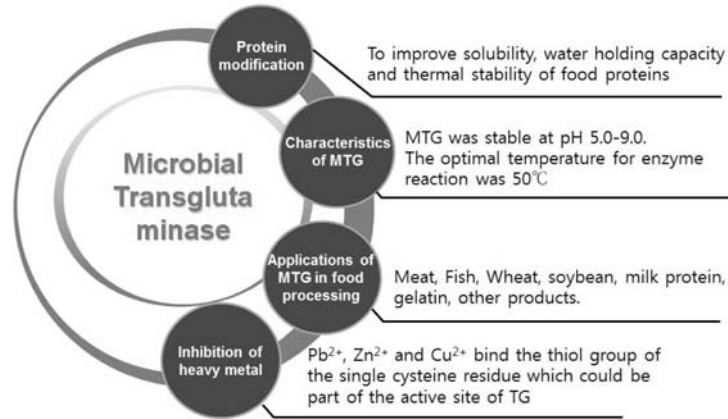 Protein
modification
To improve solubility, water holding capacity
and thermal stability of food proteins
Microbial
Transgluta
minase
Characteristics
of MTG
MTG was stable at pH 5.0-9.0.
The optimal temperature for enzyme
reaction was 50℃
Applications of
MTG in food
processing
Meat, Fish, Wheat, soybean, milk protein,
gelatin, other products.
Inhibition of
heavy metal
Pb²⁺, Zn²⁺ and Cu²⁺ bind the thiol group of
the single cysteine residue which could be
part of the active site of TG